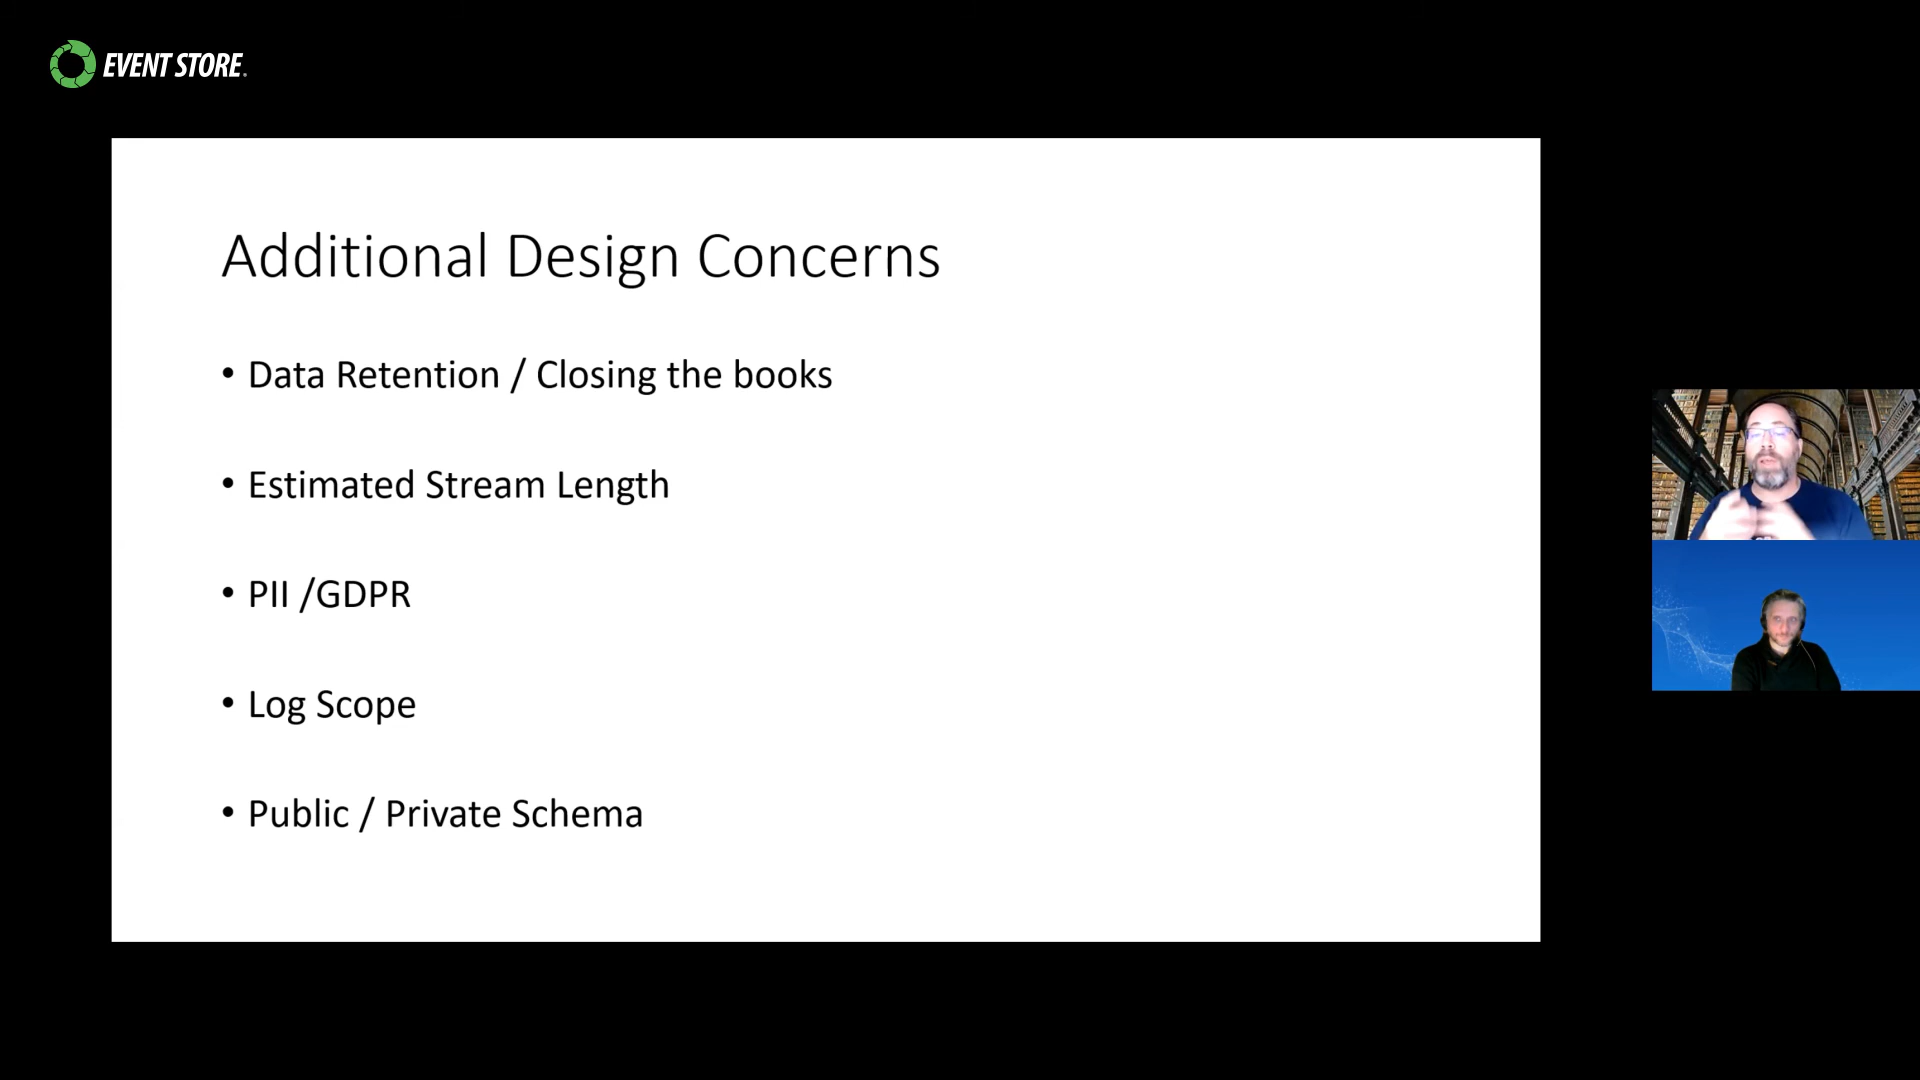 EVENT STORE
Additional Design Concerns
• Data Retention / Closing the books
• Estimated Stream Length
• PII /GDPR
• Log Scope
• Public / Private Schema